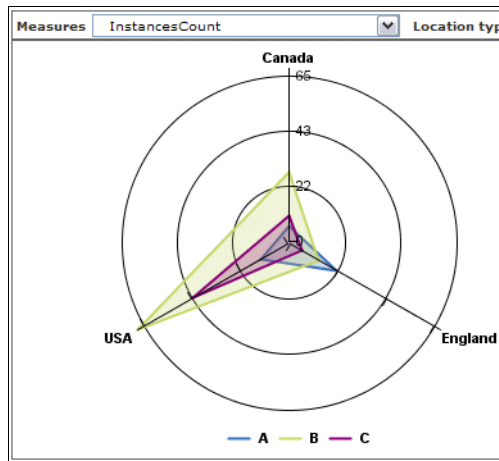 Measures InstancesCount Location typ
Canada
65
43
22
0
USA England
A B C